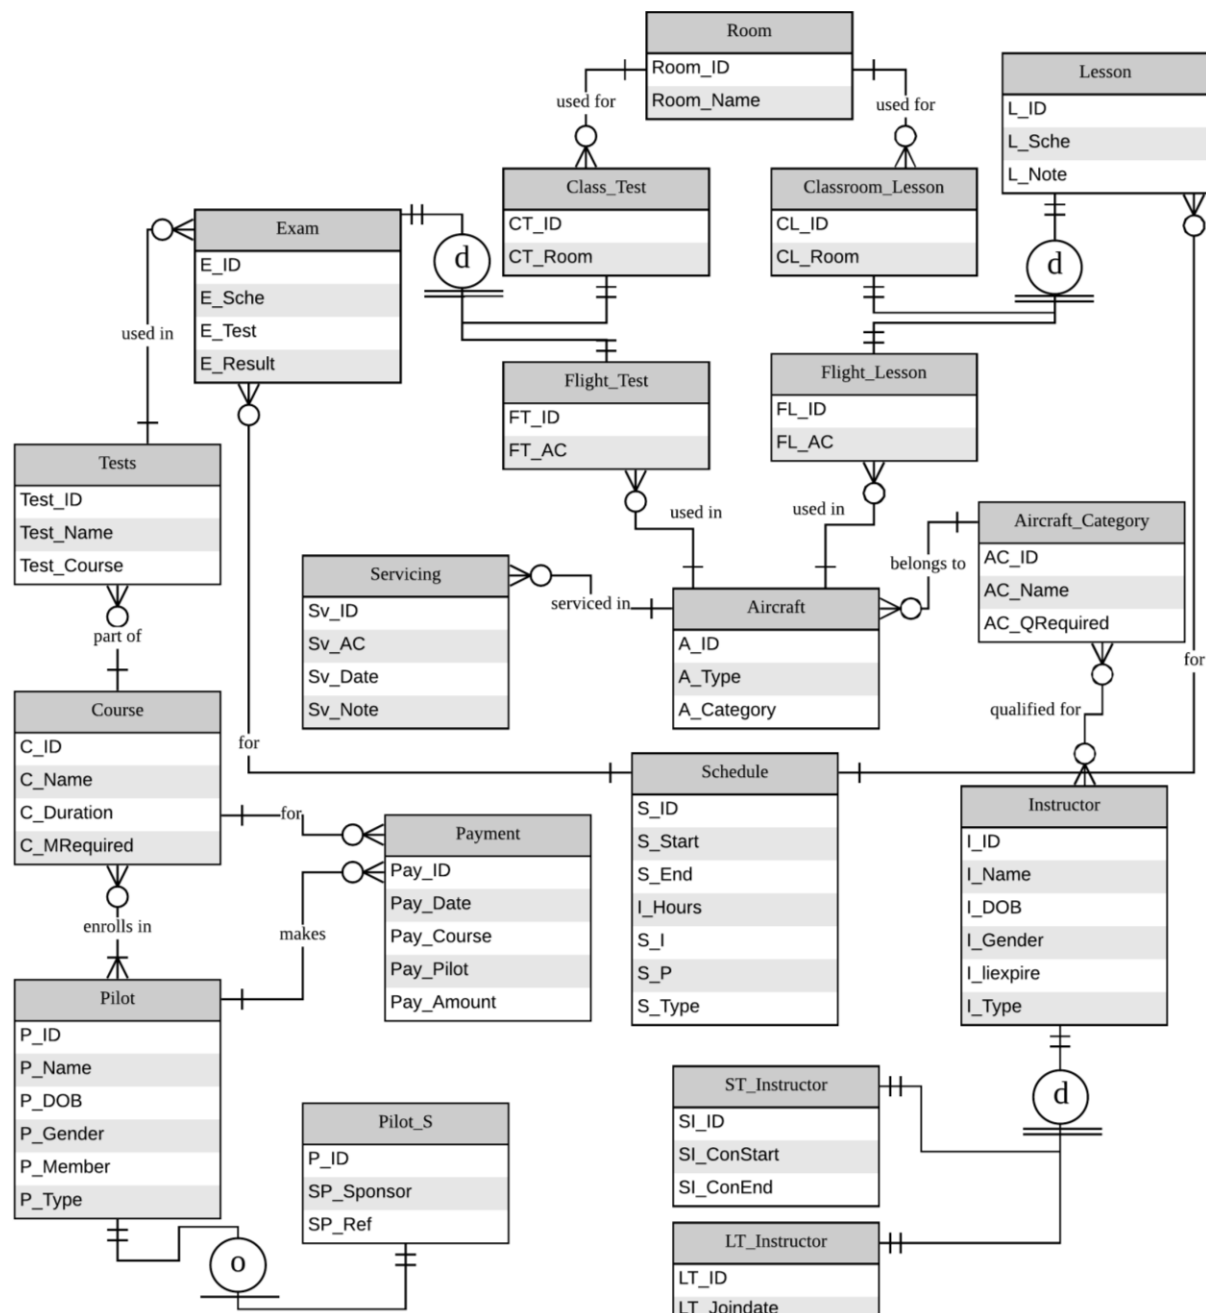 Room
Room_ID
Room_Name
used for
used for
Lesson
L_ID
L_Sche
L_Note
d
Class_Test
CT_ID
CT_Room
Classroom_Lesson
CL_ID
CL_Room
Exam
E_ID
E_Sche
E_Test
E_Result
d
used in
Flight_Test
FT_ID
FT_AC
Flight_Lesson
FL_ID
FL_AC
used in
used in
Tests
Test_ID
Test_Name
Test_Course
part of
Servicing
Sv_ID
Sv_AC
Sv_Date
Sv_Note
serviced in
Aircraft
A_ID
A_Type
A_Category
belongs to
Aircraft_Category
AC_ID
AC_Name
AC_QRequired
for
qualified for
Course
C_ID
C_Name
C_Duration
C_MRequired
for
for
enrolls in
Payment
Pay_ID
Pay_Date
Pay_Course
Pay_Pilot
Pay_Amount
makes
Schedule
S_ID
S_Start
S_End
I_Hours
S_I
S_P
S_Type
Instructor
I_ID
I_Name
I_DOB
I_Gender
I_liexpire
I_Type
d
Pilot
P_ID
P_Name
P_DOB
P_Gender
P_Member
P_Type
o
Pilot_S
P_ID
SP_Sponsor
SP_Ref
ST_Instructor
SI_ID
SI_ConStart
SI_ConEnd
LT_Instructor
LT_ID
LT_Joindate